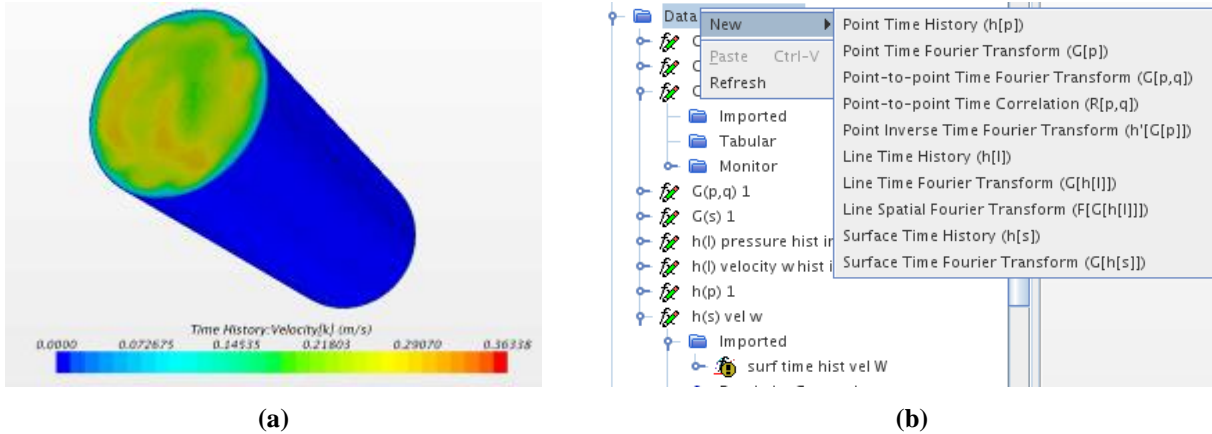 Time History:Velocity[k] (m/s)
0.0000 0.072675 0.14535 0.21803 0.29070 0.36338
(a)
Data
New
Paste Ctrl-V
Refresh
Point Time History (h[p])
Point Time Fourier Transform (G[p])
Point-to-point Time Fourier Transform (G[p,q])
Point-to-point Time Correlation (R[p,q])
Point Inverse Time Fourier Transform (h'[G[p]])
Line Time History (h[l])
Line Time Fourier Transform (G[h[l]])
Line Spatial Fourier Transform (F[G[h[l]]])
Surface Time History (h[s])
Surface Time Fourier Transform (G[h[s]])
Imported
Tabular
Monitor
G(p,q) 1
G(s) 1
h(l) pressure hist in
h(l) velocity w hist i
h(p) 1
h(s) vel w
Imported
surf time hist vel W
(b)